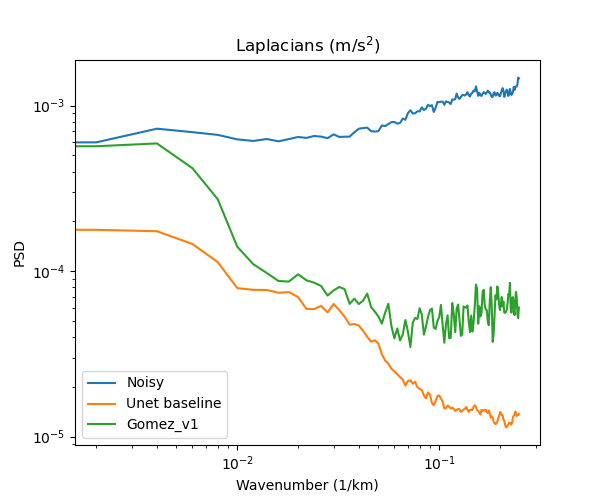 Laplacians (m/s²)
PSD
10⁻³
10⁻⁴
10⁻⁵
Noisy
Unet baseline
Gomez_v1
10⁻² 10⁻¹
Wavenumber (1/km)